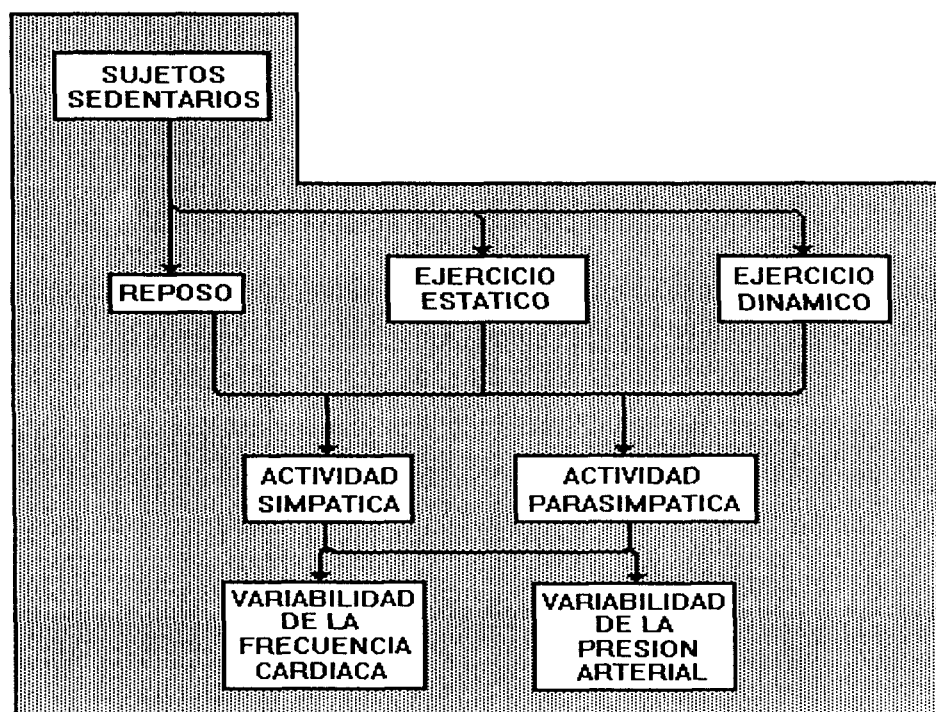 SUJETOS
SEDENTARIOS
REPOSO
EJERCICIO
ESTATICO
EJERCICIO
DINAMICO
ACTIVIDAD
SIMPATICA
ACTIVIDAD
PARASIMPATICA
VARIABILIDAD
DE LA
FRECUENCIA
CARDIACA
VARIABILIDAD
DE LA
PRESION
ARTERIAL